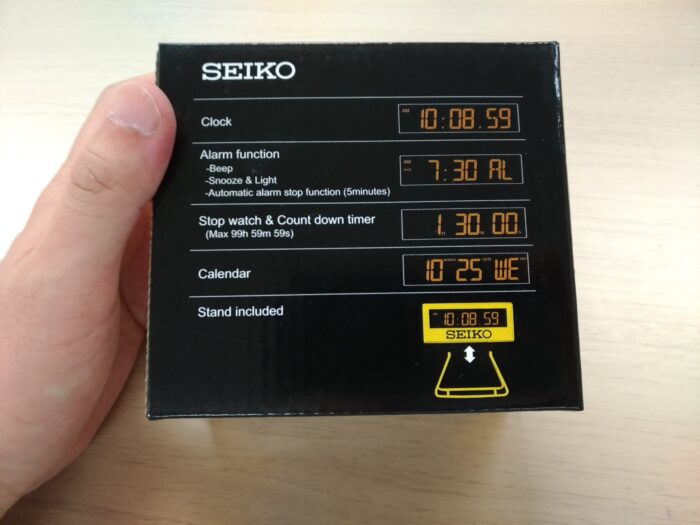 SEIKO
Clock
AM 10:08.59
Alarm function
-Beep
-Snooze & Light
-Automatic alarm stop function (5minutes)
AM 7:30 AL
Stop watch & Count down timer
(Max 99h 59m 59s)
1. 30. 00.
Calendar
10 25 WE
Stand included
10:08 59
SEIKO